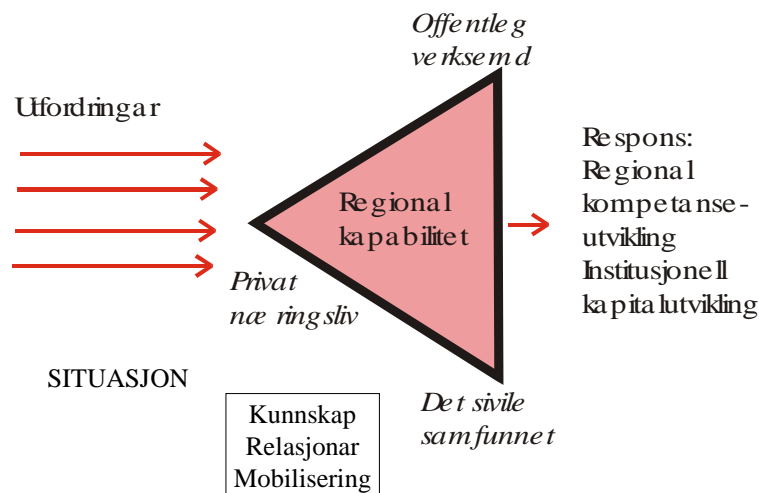 Offentleg
verksemd
Utfordringar
Respons:
Regional
kompetanse-
utvikling
Institusjonell
kapitalutvikling
Regional
kapabilitet
Privat
næringsliv
SITUASJON
Det sivile
samfunnet
Kunnskap
Relasjonar
Mobilisering